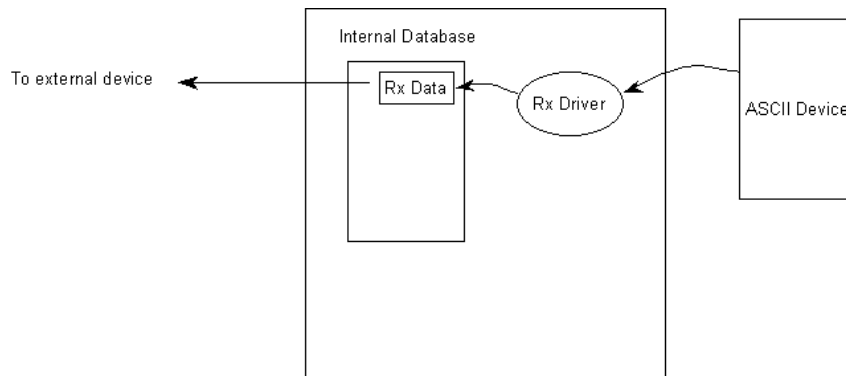 Internal Database
To external device
Rx Data
Rx Driver
ASCII Device